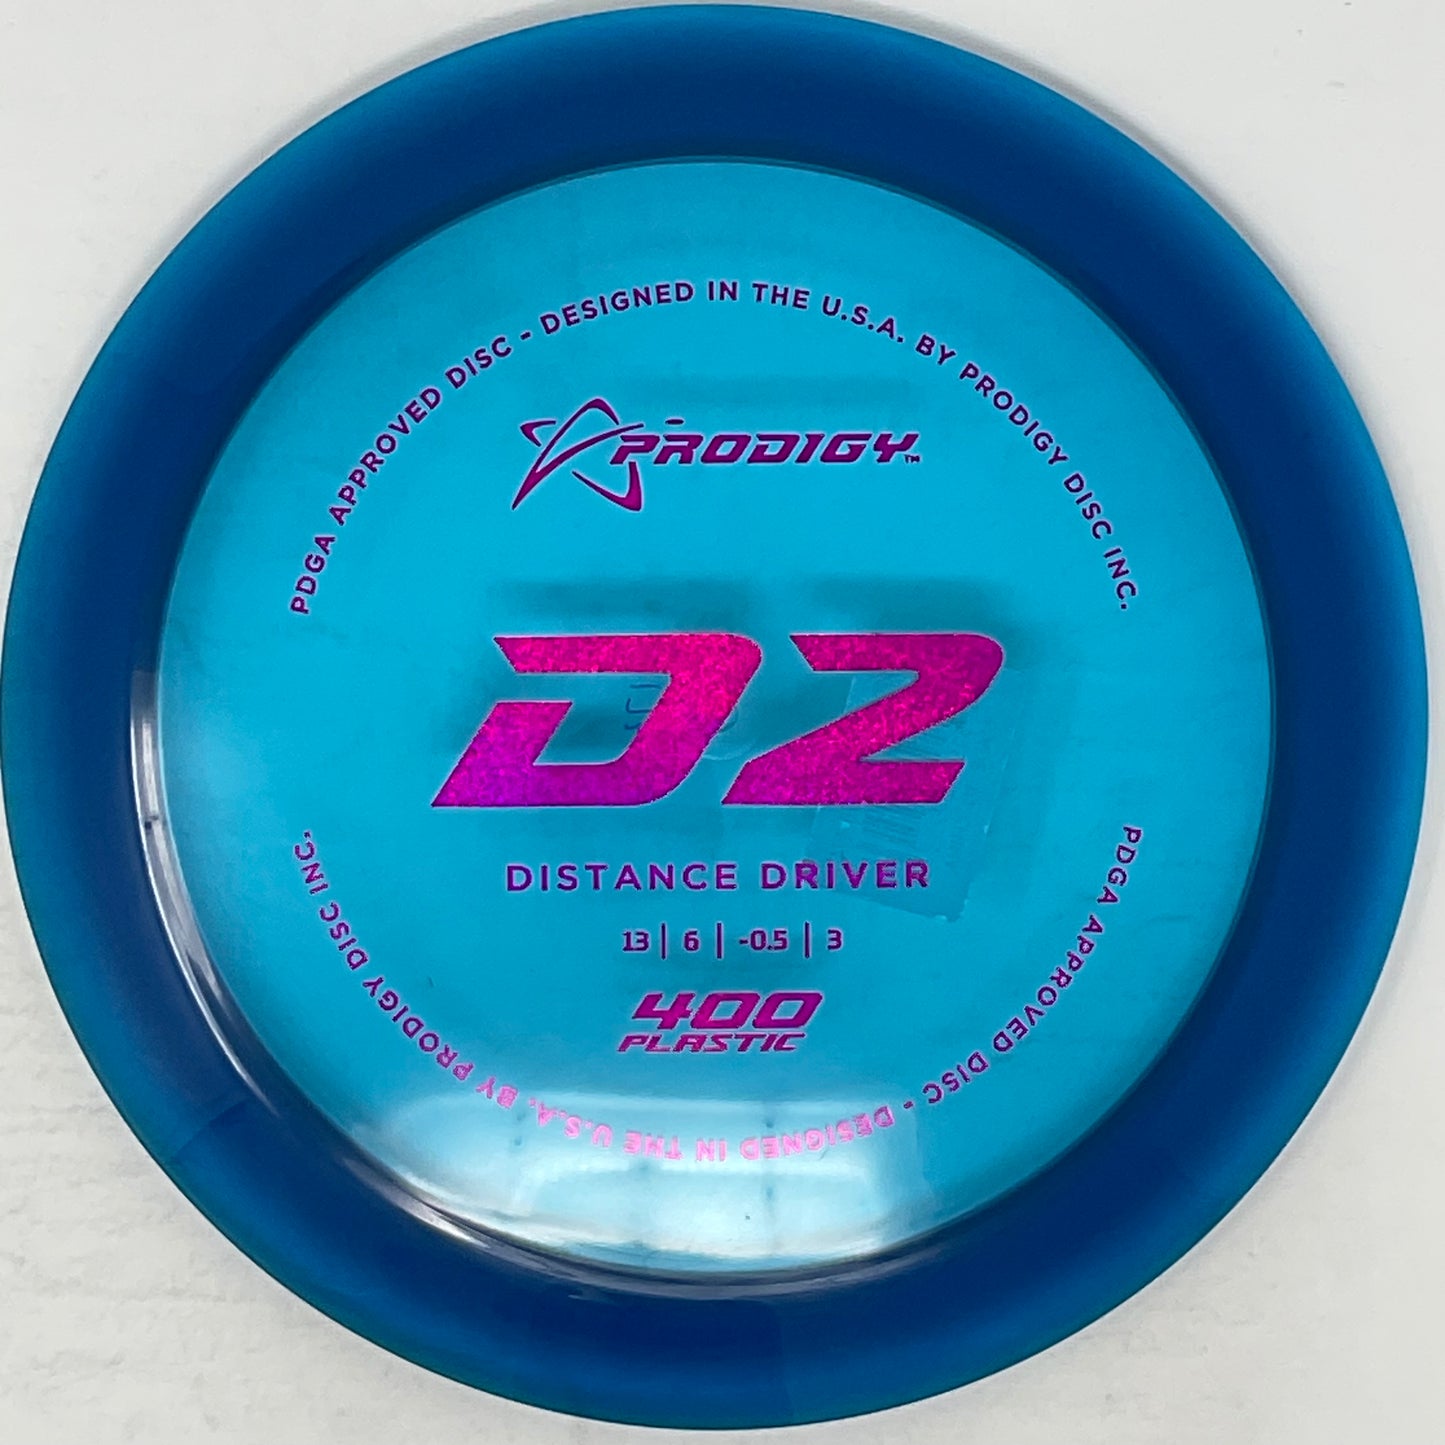 PDGA APPROVED DISC - DESIGNED IN THE U.S.A. BY PRODIGY DISC INC.
PRODIGY™
D2
DISTANCE DRIVER
13 | 6 | -0.5 | 3
400
PLASTIC
PDGA APPROVED DISC - DESIGNED IN THE U.S.A. BY PRODIGY DISC INC.